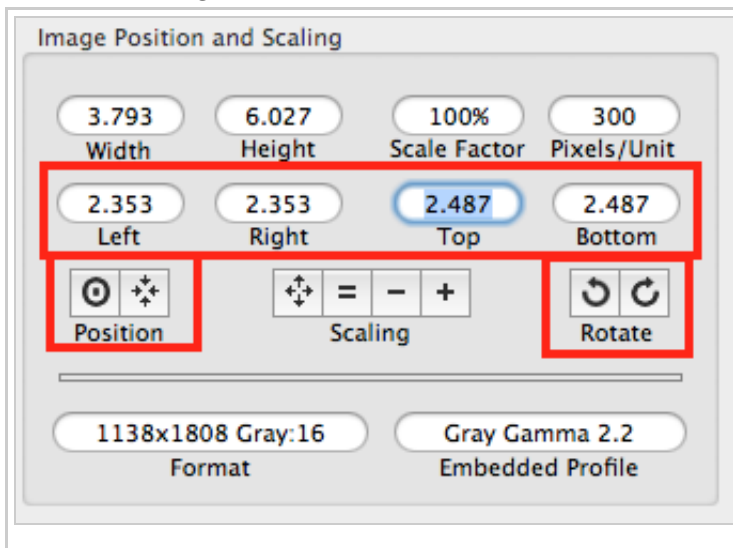 Image Position and Scaling
3.793 6.027 100% 300
Width Height Scale Factor Pixels/Unit
2.353 2.353 2.487 2.487
Left Right Top Bottom
= - +
Position Scaling Rotate
1138x1808 Gray:16 Gray Gamma 2.2
Format Embedded Profile